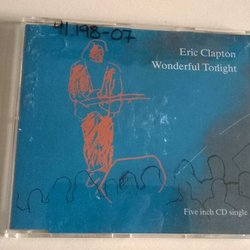 41.198-07
Eric Clapton
Wonderful Tonight
Five inch CD single